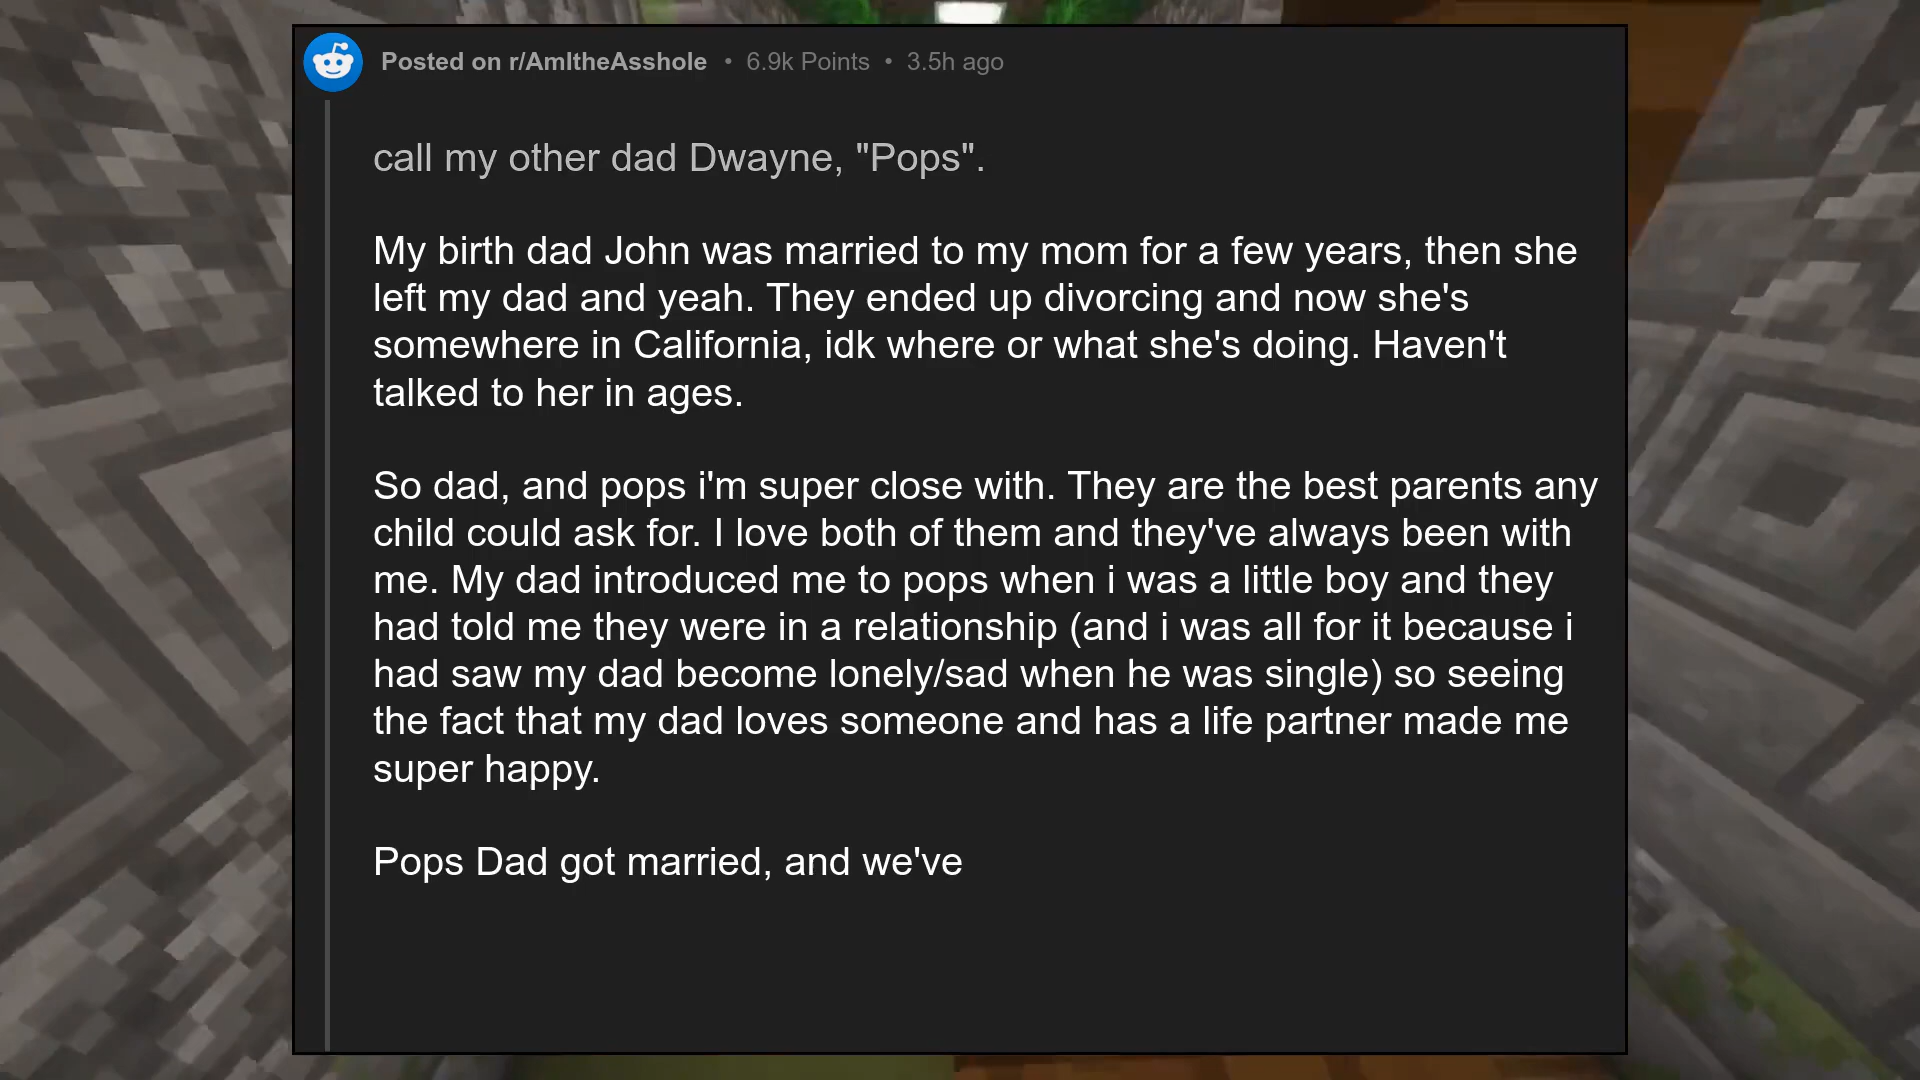 Posted on r/AmItheAsshole • 6.9k Points • 3.5h ago
call my other dad Dwayne, "Pops".
My birth dad John was married to my mom for a few years, then she
left my dad and yeah. They ended up divorcing and now she's
somewhere in California, idk where or what she's doing. Haven't
talked to her in ages.
So dad, and pops i'm super close with. They are the best parents any
child could ask for. I love both of them and they've always been with
me. My dad introduced me to pops when i was a little boy and they
had told me they were in a relationship (and i was all for it because i
had saw my dad become lonely/sad when he was single) so seeing
the fact that my dad loves someone and has a life partner made me
super happy.
Pops Dad got married, and we've